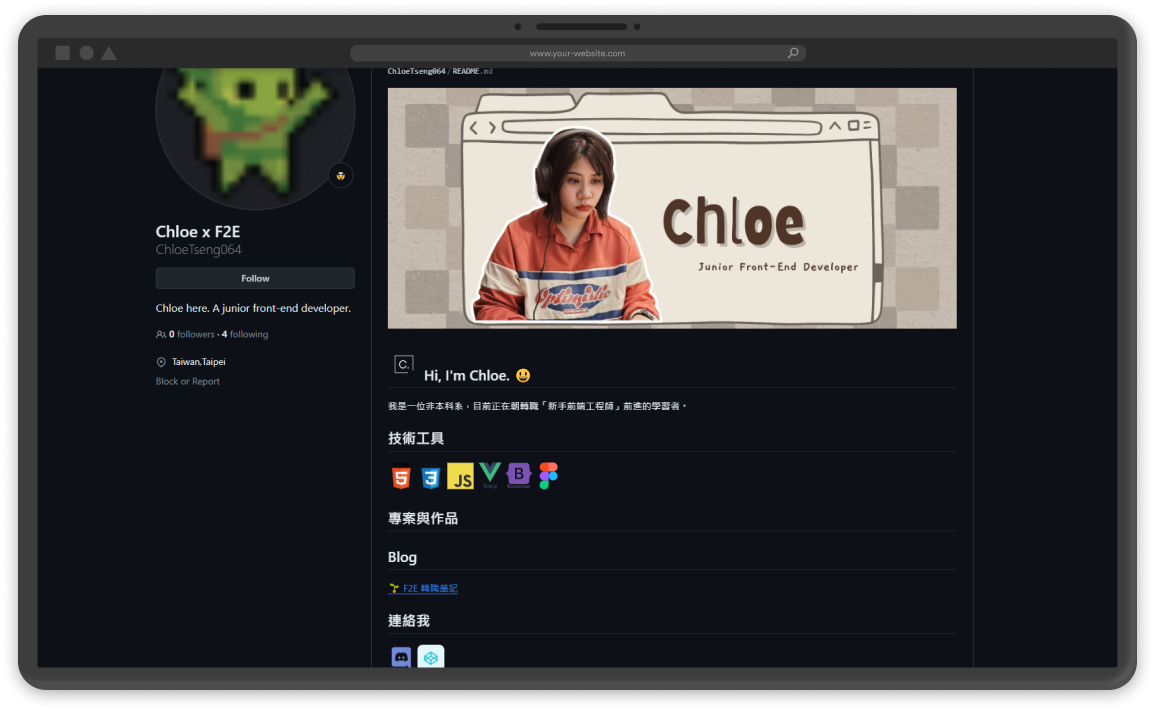 www.your-website.com
Chloe x F2E
ChloeTseng064
Follow
Chloe here. A junior front-end developer.
0 followers · 4 following
Taiwan,Taipei
Block or Report
ChloeTseng064 / README.md
Chloe
Junior Front-End Developer
Optimistic
C.
Hi, I'm Chloe. 😃
我是一位非本科系，目前正在朝轉職「新手前端工程師」前進的學習者。
技術工具
5
3
JS
Vue.js
B
Bootstrap
專案與作品
Blog
🌱 F2E 轉職筆記
連絡我